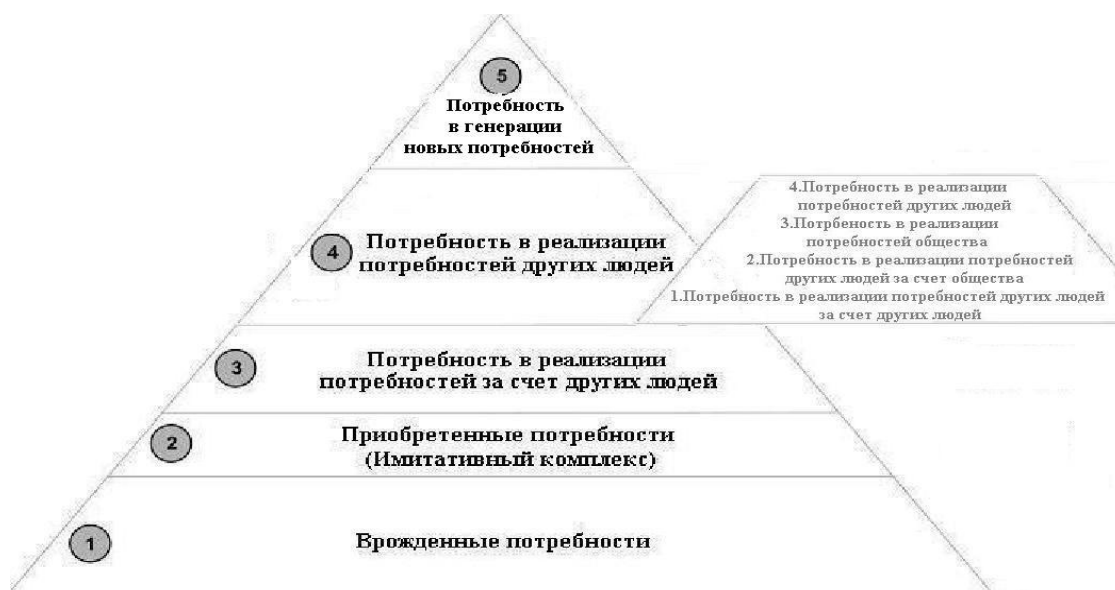 5
Потребность
в генерации
новых потребностей
4
Потребность в реализации
потребностей других людей
4.Потребность в реализации
потребностей других людей
3.Потрбеность в реализации
потребностей общества
2.Потребность в реализации потребностей
других людей за счет общества
1.Потребность в реализации потребностей других людей
за счет других людей
3
Потребность в реализации
потребностей за счет других людей
2
Приобретенные потребности
(Имитативный комплекс)
1
Врожденные потребности